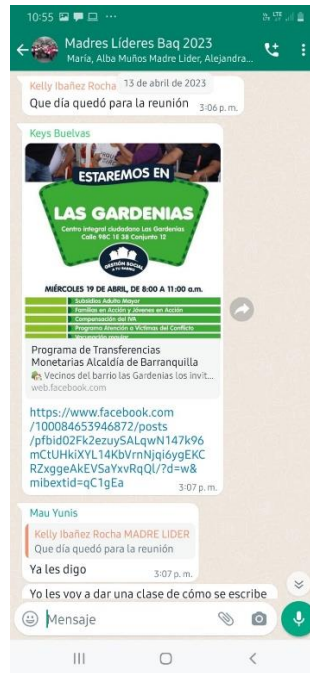 10:55
Madres Líderes Baq 2023
María, Alba Muños Madre Lider, Alejandra...
13 de abril de 2023
Kelly Ibañez Rocha
Que día quedó para la reunión
3:06 p. m.
Keys Buelvas
ESTAREMOS EN
LAS GARDENIAS
Centro integral ciudadano Las Gardenias
Calle 98C 1E 38 Conjunto 12
GESTIÓN SOCIAL
MIÉRCOLES 19 DE ABRIL, DE 8:00 A 11:00 a.m.
Subsidios Adulto Mayor
Familias en Acción y Jóvenes en Acción
Compensación del IVA
Programa Atención a Víctimas del Conflicto
Programa de Transferencias
Monetarias Alcaldía de Barranquilla
Vecinos del barrio las Gardenias los invit...
web.facebook.com
https://www.facebook.com
/100084653946872/posts
/pfbid02Fk2ezuySALqwN147k96
mCtUHkiXYL14KbVrnNjqi6ygEKC
RZxggeAkEVSaYxvRqQl/?d=w&
mibextid=qC1gEa
3:07 p. m.
Mau Yunis
Kelly Ibañez Rocha MADRE LIDER
Que día quedó para la reunión
Ya les digo
3:07 p. m.
Yo les voy a dar una clase de cómo se escribe
Mensaje